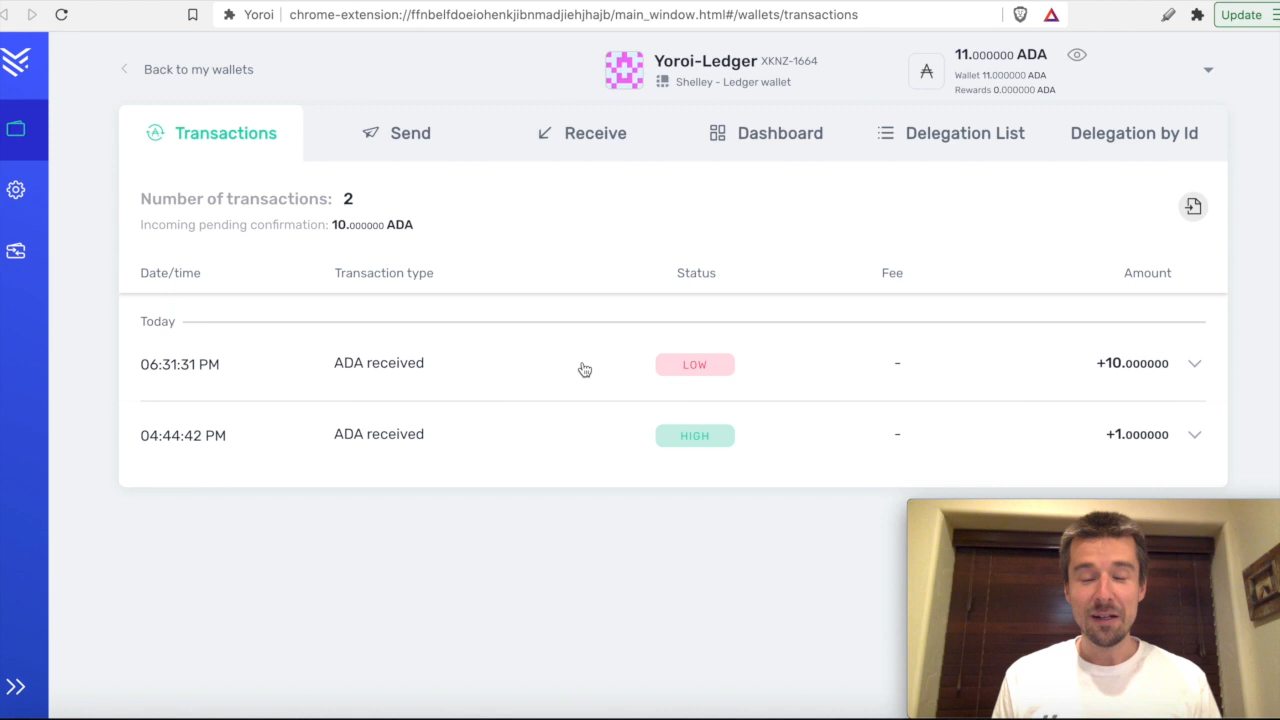 Yoroi chrome-extension://ffnbelfdoeiohenkjibnmadjiehjhajb/main_window.html#/wallets/transactions Update
Back to my wallets
Yoroi-Ledger XKNZ-1664
Shelley - Ledger wallet
11.000000 ADA
Wallet 11.000000 ADA
Rewards 0.000000 ADA
Transactions Send Receive Dashboard Delegation List Delegation by Id
Number of transactions: 2
Incoming pending confirmation: 10.000000 ADA
Date/time Transaction type Status Fee Amount
Today
06:31:31 PM ADA received LOW - +10.000000
04:44:42 PM ADA received HIGH - +1.000000